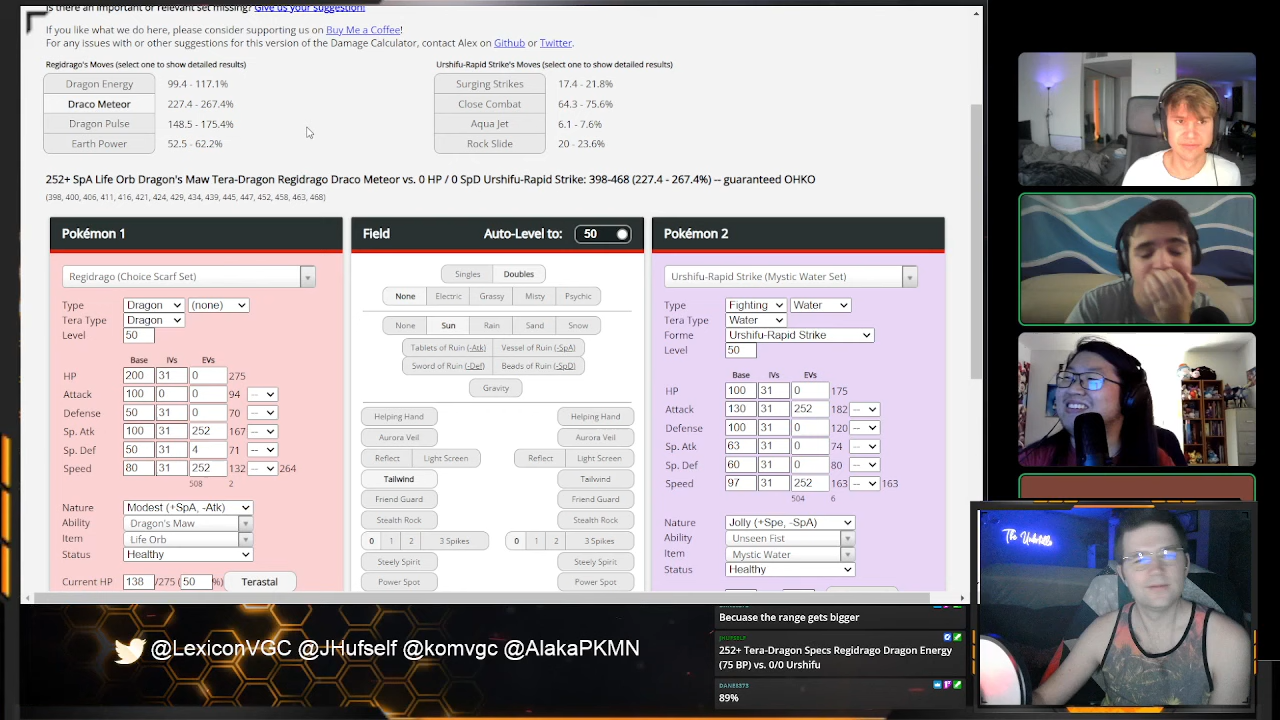 Is there an important or relevant set missing? Give us your suggestion!
If you like what we do here, please consider supporting us on Buy Me a Coffee!
For any issues with or other suggestions for this version of the Damage Calculator, contact Alex on Github or Twitter.
Regidrago's Moves (select one to show detailed results)
Dragon Energy 99.4 - 117.1%
Draco Meteor 227.4 - 267.4%
Dragon Pulse 148.5 - 175.4%
Earth Power 52.5 - 62.2%
Urshifu-Rapid Strike's Moves (select one to show detailed results)
Surging Strikes 17.4 - 21.8%
Close Combat 64.3 - 75.6%
Aqua Jet 6.1 - 7.6%
Rock Slide 20 - 23.6%
252+ SpA Life Orb Dragon's Maw Tera-Dragon Regidrago Draco Meteor vs. 0 HP / 0 SpD Urshifu-Rapid Strike: 398-468 (227.4 - 267.4%) -- guaranteed OHKO
(398, 400, 406, 411, 416, 421, 424, 429, 434, 439, 445, 447, 452, 458, 463, 468)
Pokémon 1
Regidrago (Choice Scarf Set)
Type Dragon (none)
Tera Type Dragon
Level 50
Base IVs EVs
HP 200 31 0 275
Attack 100 0 0 94 --
Defense 50 31 0 70 --
Sp. Atk 100 31 252 167 --
Sp. Def 50 31 4 71 --
Speed 80 31 252 132 -- 264
508 2
Nature Modest (+SpA, -Atk)
Ability Dragon's Maw
Item Life Orb
Status Healthy
Current HP 138 /275 ( 50 %) Terastal
Field Auto-Level to: 50
Singles Doubles
None Electric Grassy Misty Psychic
None Sun Rain Sand Snow
Tablets of Ruin (-Atk) Vessel of Ruin (-SpA)
Sword of Ruin (-Def) Beads of Ruin (-SpD)
Gravity
Helping Hand Helping Hand
Aurora Veil Aurora Veil
Reflect Light Screen Reflect Light Screen
Tailwind Tailwind
Friend Guard Friend Guard
Stealth Rock Stealth Rock
0 1 2 3 Spikes 0 1 2 3 Spikes
Steely Spirit Steely Spirit
Power Spot Power Spot
Pokémon 2
Urshifu-Rapid Strike (Mystic Water Set)
Type Fighting Water
Tera Type Water
Forme Urshifu-Rapid Strike
Level 50
Base IVs EVs
HP 100 31 0 175
Attack 130 31 252 182 --
Defense 100 31 0 120 --
Sp. Atk 63 31 0 74 --
Sp. Def 60 31 0 80 --
Speed 97 31 252 163 -- 163
504 6
Nature Jolly (+Spe, -SpA)
Ability Unseen Fist
Item Mystic Water
Status Healthy
The Underhills
@LexiconVGC @JHufself @komvgc @AlakaPKMN
Becuase the range gets bigger
JHUFSELF
252+ Tera-Dragon Specs Regidrago Dragon Energy
(75 BP) vs. 0/0 Urshifu
DANE8373
89%